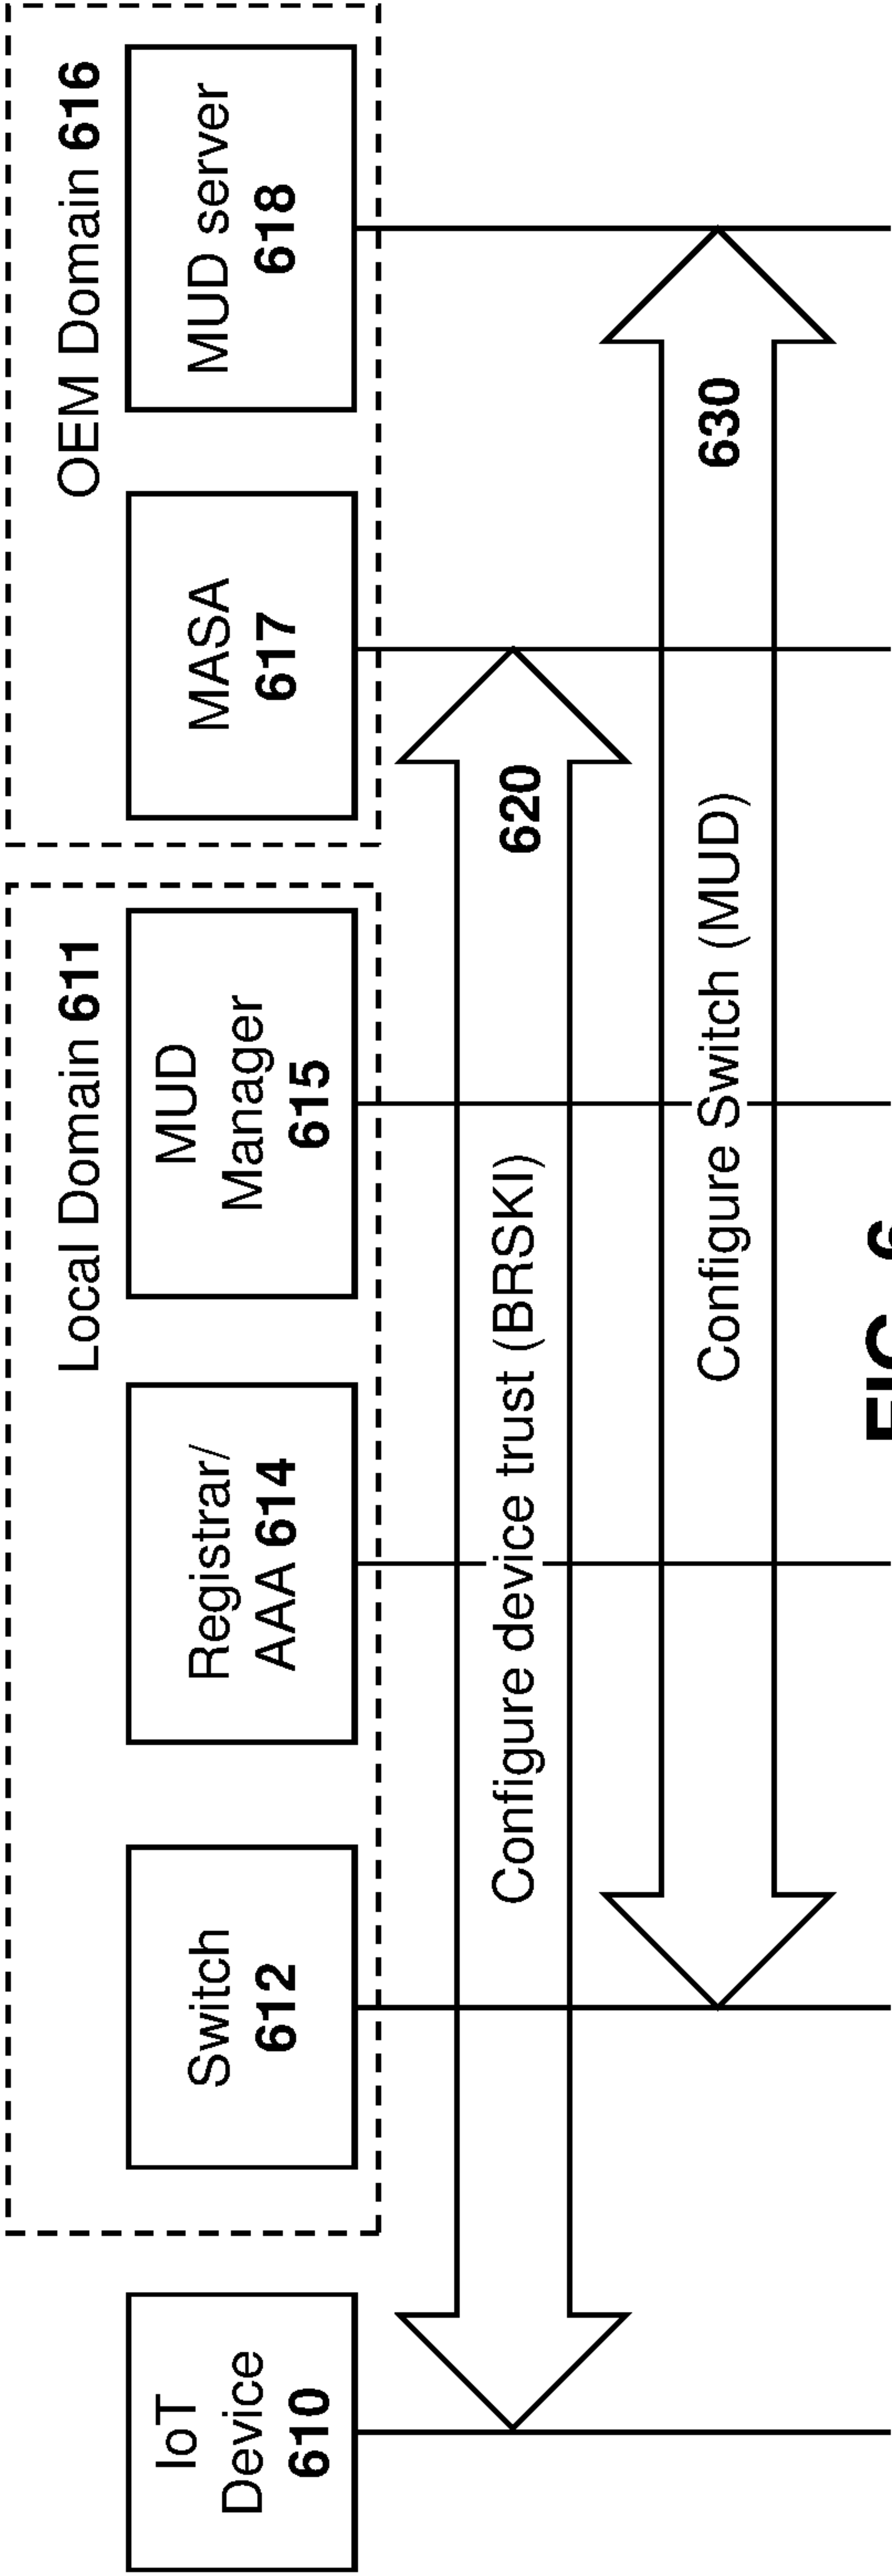 Local Domain 611
OEM Domain 616
IoT
Device
610
Switch
612
Registrar/
AAA 614
MUD
Manager
615
MASA
617
MUD server
618
620
Configure device trust (BRSKI)
630
Configure Switch (MUD)